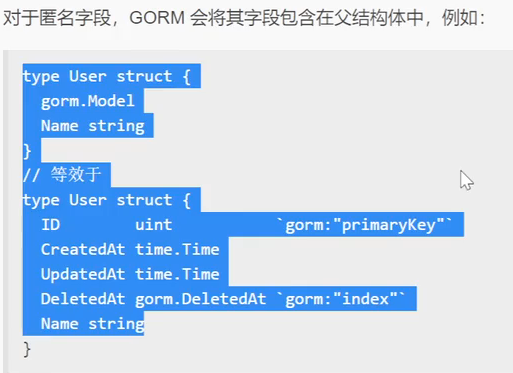 对于匿名字段，GORM 会将其字段包含在父结构体中，例如：
type User struct {
  gorm.Model
  Name string
}
// 等效于
type User struct {
  ID        uint           `gorm:"primaryKey"`
  CreatedAt time.Time
  UpdatedAt time.Time
  DeletedAt gorm.DeletedAt `gorm:"index"`
  Name string
}